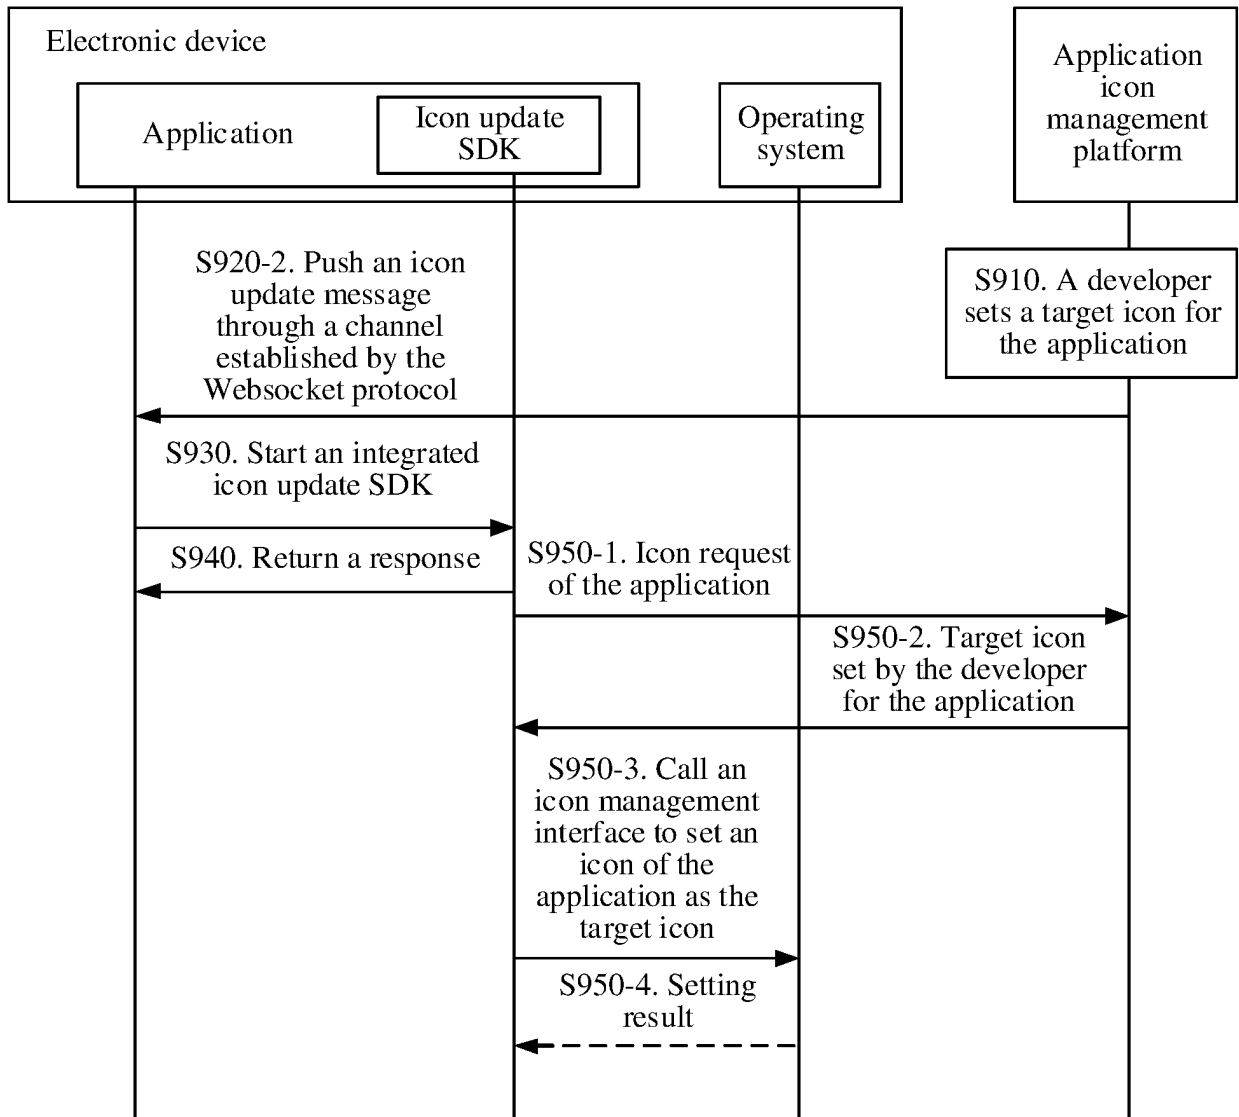 Electronic device
Application
Icon update
SDK
Operating
system
Application
icon
management
platform
S910. A developer
sets a target icon for
the application
S920-2. Push an icon
update message
through a channel
established by the
Websocket protocol
S930. Start an integrated
icon update SDK
S940. Return a response
S950-1. Icon request
of the application
S950-2. Target icon
set by the developer
for the application
S950-3. Call an
icon management
interface to set an
icon of the
application as the
target icon
S950-4. Setting
result